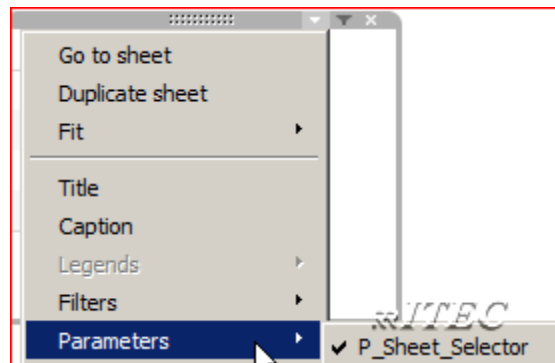 Go to sheet
Duplicate sheet
Fit
Title
Caption
Legends
Filters
Parameters
ITEC
P_Sheet_Selector